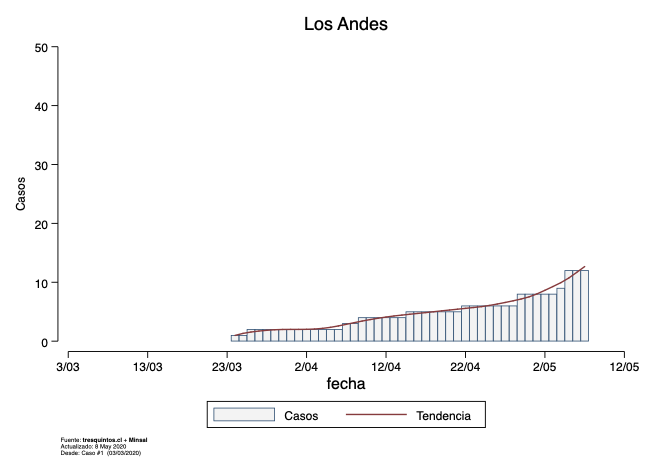 Los Andes
50
40
30
20
10
0
Casos
3/03 13/03 23/03 2/04 12/04 22/04 2/05 12/05
fecha
Casos Tendencia
Fuente: tresquintos.cl + Minsal
Actualizado: 8 May 2020
Desde: Caso #1 (03/03/2020)